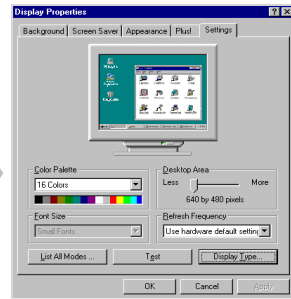 Display Properties
Background Screen Saver Appearance Plus! Settings
Color Palette
16 Colors
Desktop Area
Less More
640 by 480 pixels
Font Size
Small Fonts
Refresh Frequency
Use hardware default setting
List All Modes ...
Test
Display Type...
OK
Cancel
Apply